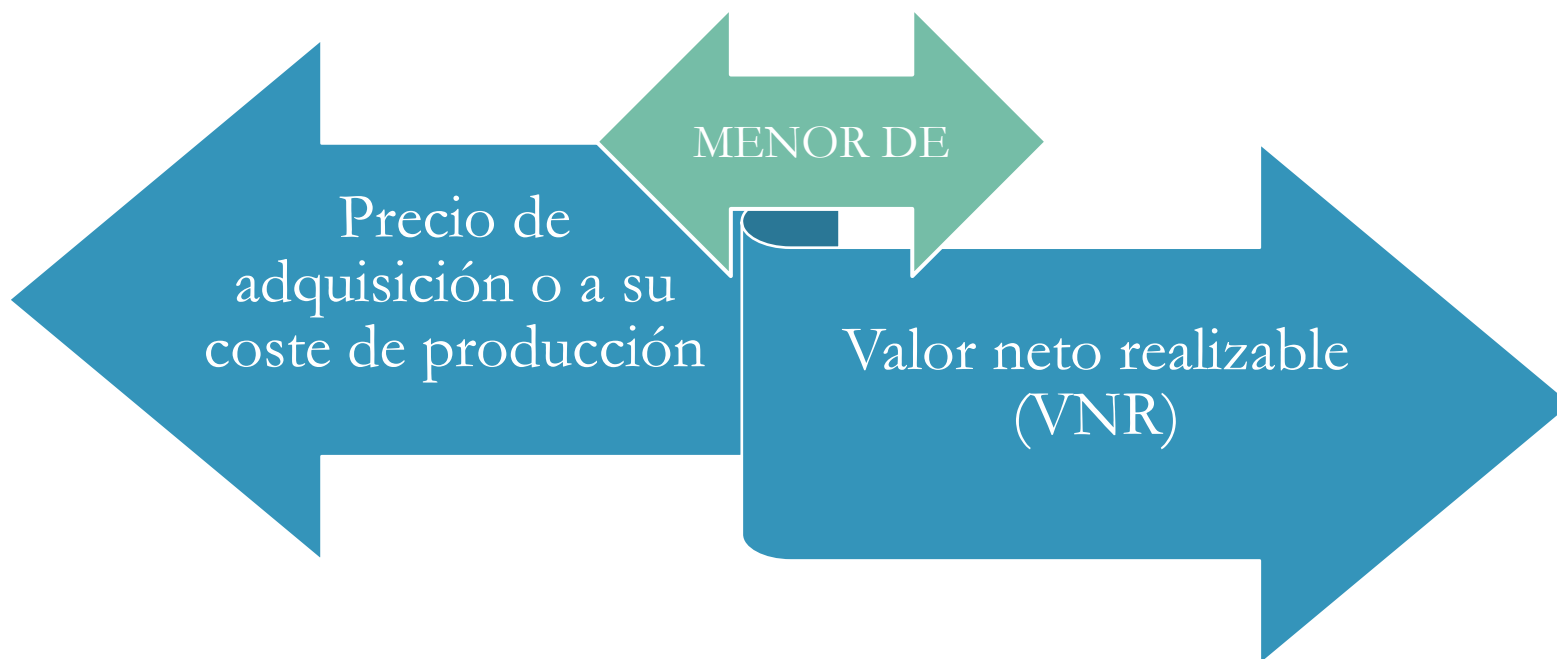 MENOR DE
Precio de
adquisición o a su
coste de producción
Valor neto realizable
(VNR)